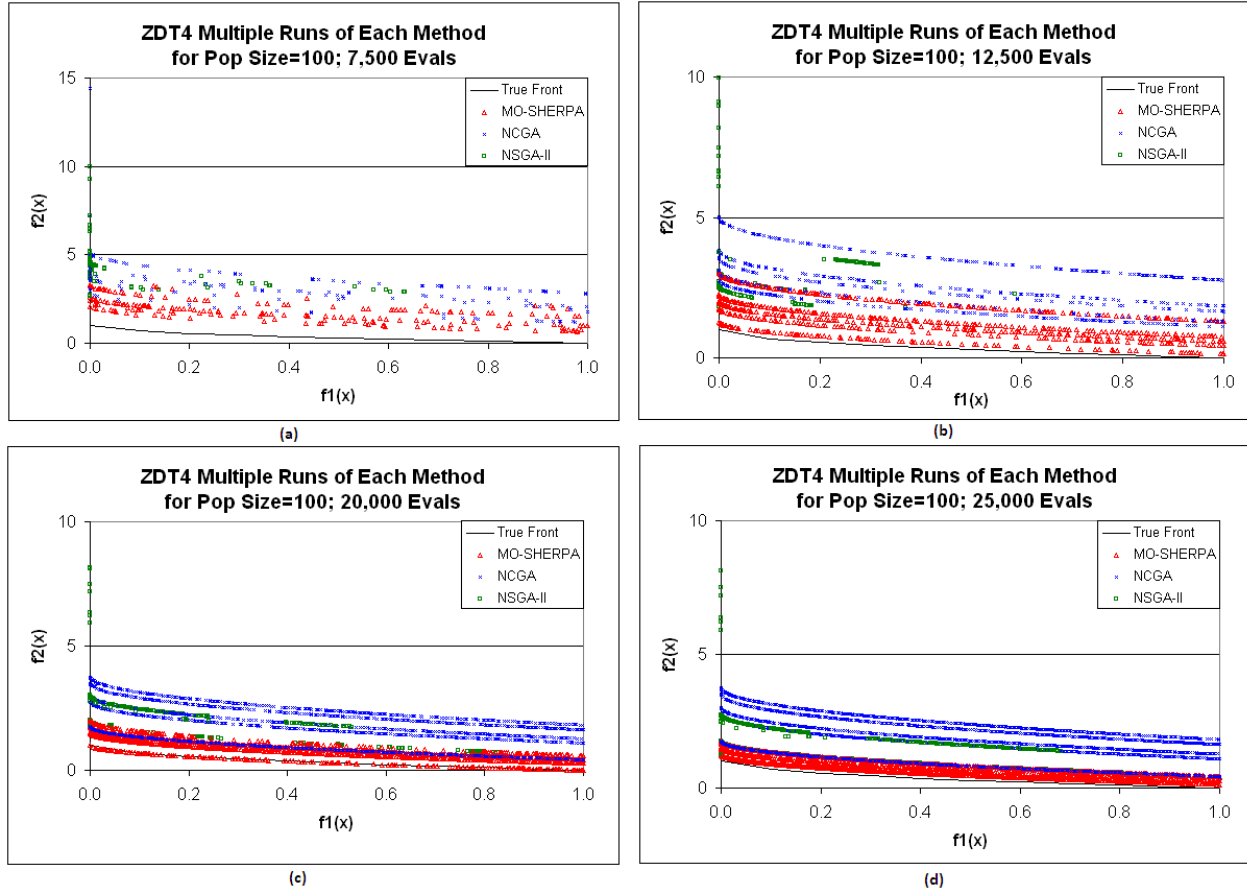 ZDT4 Multiple Runs of Each Method
for Pop Size=100; 7,500 Evals
True Front
MO-SHERPA
NCGA
NSGA-II
15
10
5
0
f2(x)
0.0 0.2 0.4 0.6 0.8 1.0
f1(x)
(a)
ZDT4 Multiple Runs of Each Method
for Pop Size=100; 12,500 Evals
True Front
MO-SHERPA
NCGA
NSGA-II
10
5
0
f2(x)
0.0 0.2 0.4 0.6 0.8 1.0
f1(x)
(b)
ZDT4 Multiple Runs of Each Method
for Pop Size=100; 20,000 Evals
True Front
MO-SHERPA
NCGA
NSGA-II
10
5
0
f2(x)
0.0 0.2 0.4 0.6 0.8 1.0
f1(x)
(c)
ZDT4 Multiple Runs of Each Method
for Pop Size=100; 25,000 Evals
True Front
MO-SHERPA
NCGA
NSGA-II
10
5
0
f2(x)
0.0 0.2 0.4 0.6 0.8 1.0
f1(x)
(d)